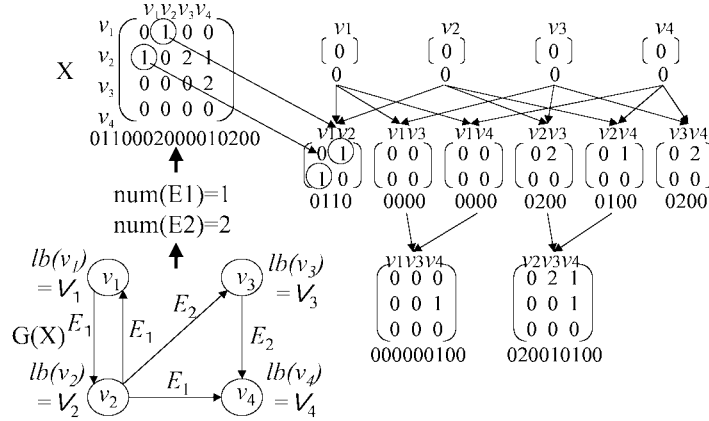 v1v2v3v4
X
v1 0 1 0 0
v2 1 0 2 1
v3 0 0 0 2
v4 0 0 0 0
0110002000010200
num(E1)=1
num(E2)=2
lb(v1)
= V1
v1
v3
lb(v3)
= V3
G(X)
E1
E1
E2
E2
lb(v2)
= V2
v2
E1
v4
lb(v4)
= V4
v1 v2 v3 v4
0 0 0 0
0 0 0 0
v1v2 v1v3 v1v4 v2v3 v2v4 v3v4
0 1 0 0 0 0 0 2 0 1 0 2
1 0 0 0 0 0 0 0 0 0 0 0
0110 0000 0000 0200 0100 0200
v1v3v4 v2v3v4
0 0 0 0 2 1
0 0 1 0 0 1
0 0 0 0 0 0
000000100 020010100